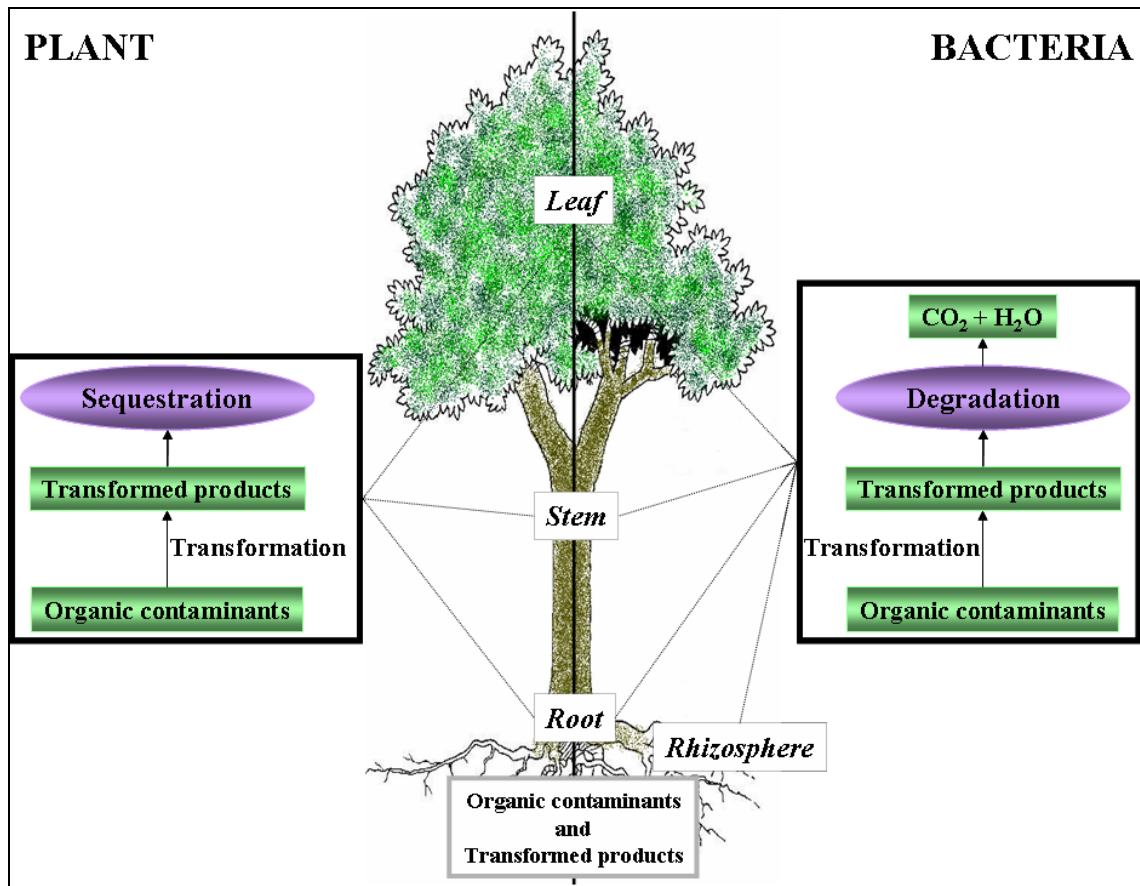 PLANT
BACTERIA
Leaf
CO₂ + H₂O
Sequestration
Degradation
Transformed products
Transformed products
Stem
Transformation
Transformation
Organic contaminants
Organic contaminants
Root
Rhizosphere
Organic contaminants
and
Transformed products